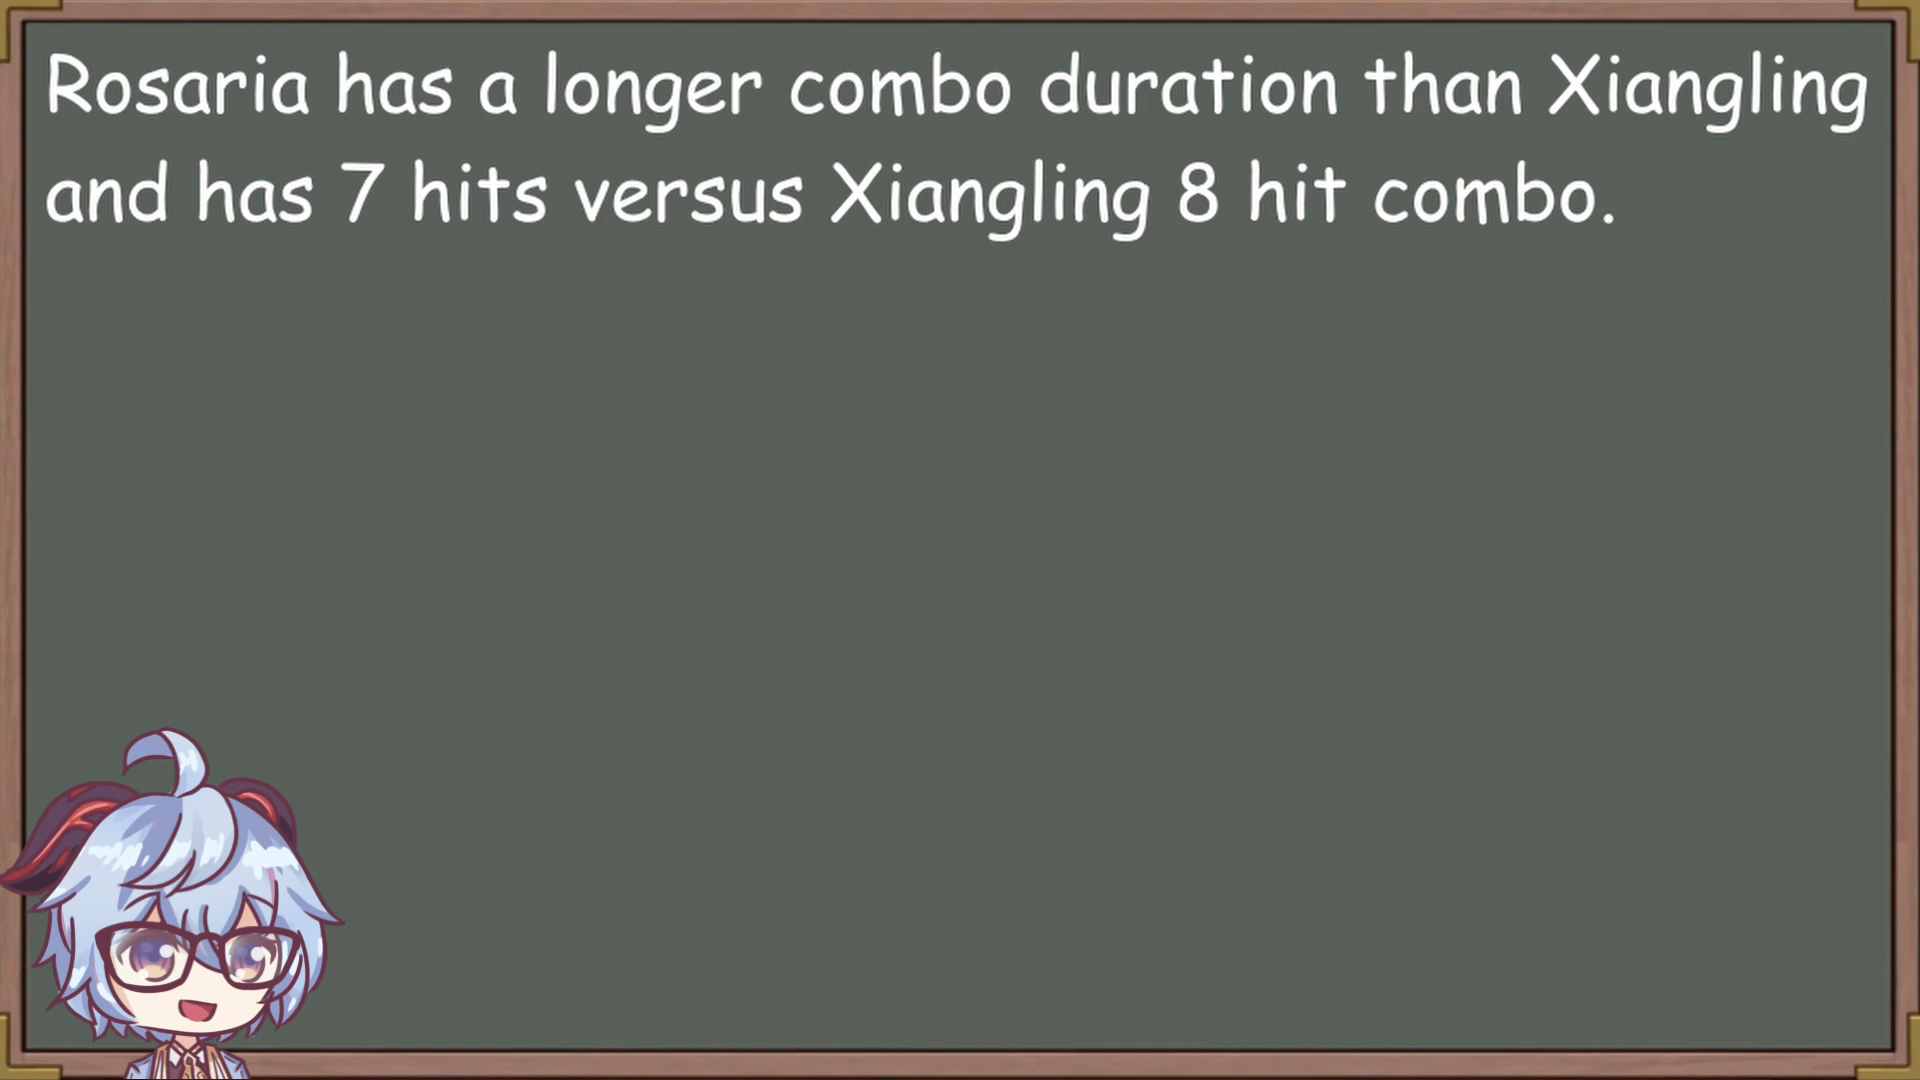 Rosaria has a longer combo duration than Xiangling
and has 7 hits versus Xiangling 8 hit combo.